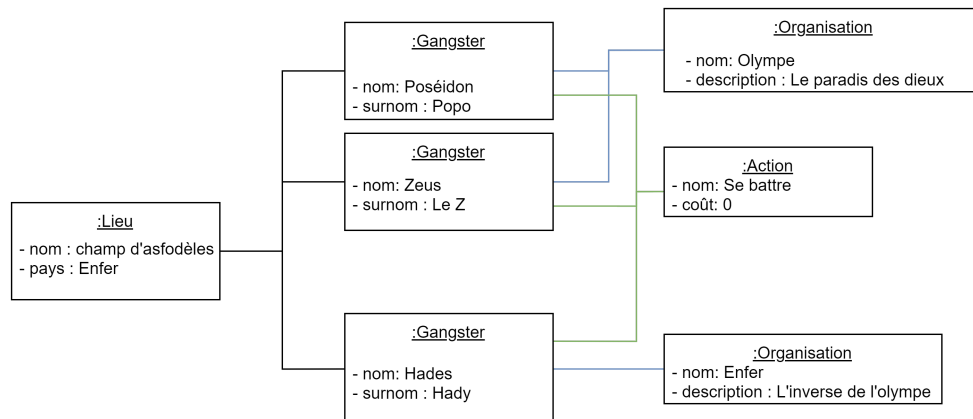 :Lieu
- nom : champ d'asfodèles
- pays : Enfer
:Gangster
- nom: Poséidon
- surnom : Popo
:Gangster
- nom: Zeus
- surnom : Le Z
:Gangster
- nom: Hades
- surnom : Hady
:Organisation
- nom: Olympe
- description : Le paradis des dieux
:Action
- nom: Se battre
- coût: 0
:Organisation
- nom: Enfer
- description : L'inverse de l'olympe